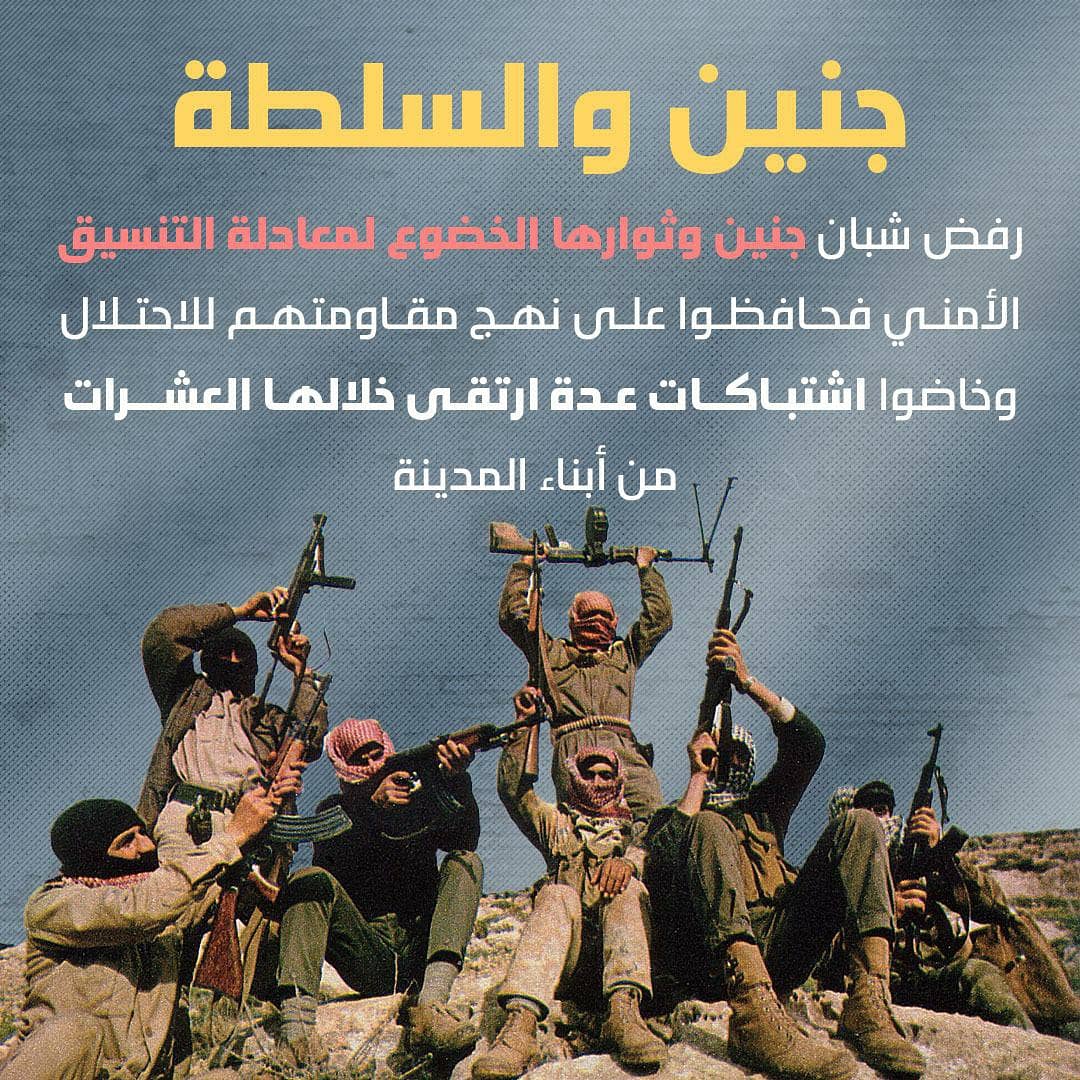 جنين والسلطة
رفض شبان جنين وثوارها الخضوع لمعادلة التنسيق
الأمني فحافظوا على نهج مقاومتهم للاحتلال
وخاضوا اشتباكات عدة ارتقى خلالها العشرات
من أبناء المدينة